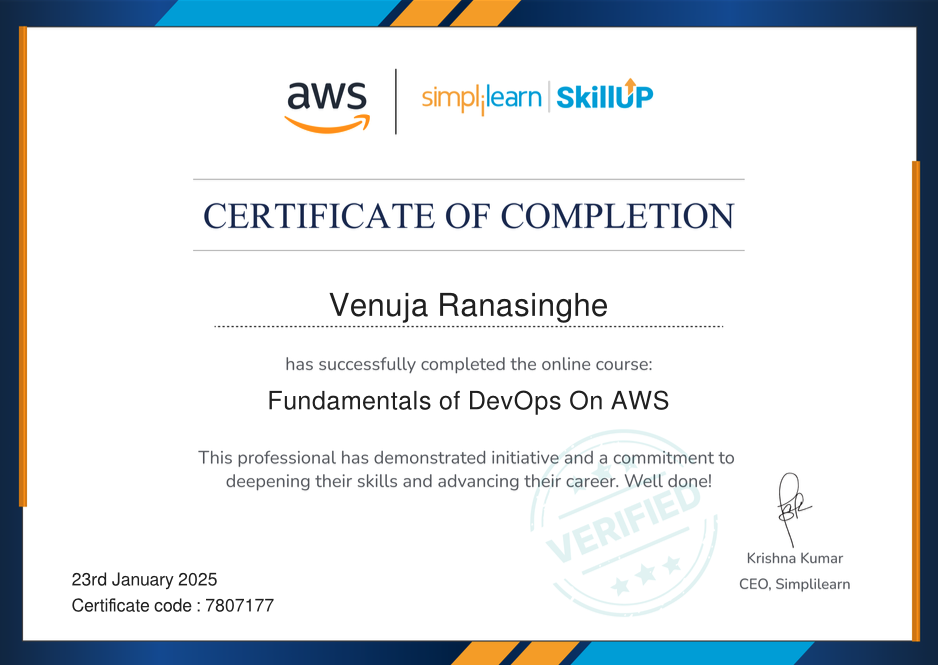 aws
simplilearn | SkillUP
CERTIFICATE OF COMPLETION
Venuja Ranasinghe
has successfully completed the online course:
Fundamentals of DevOps On AWS
This professional has demonstrated initiative and a commitment to
deepening their skills and advancing their career. Well done!
VERIFIED
Krishna Kumar
CEO, Simplilearn
23rd January 2025
Certificate code : 7807177